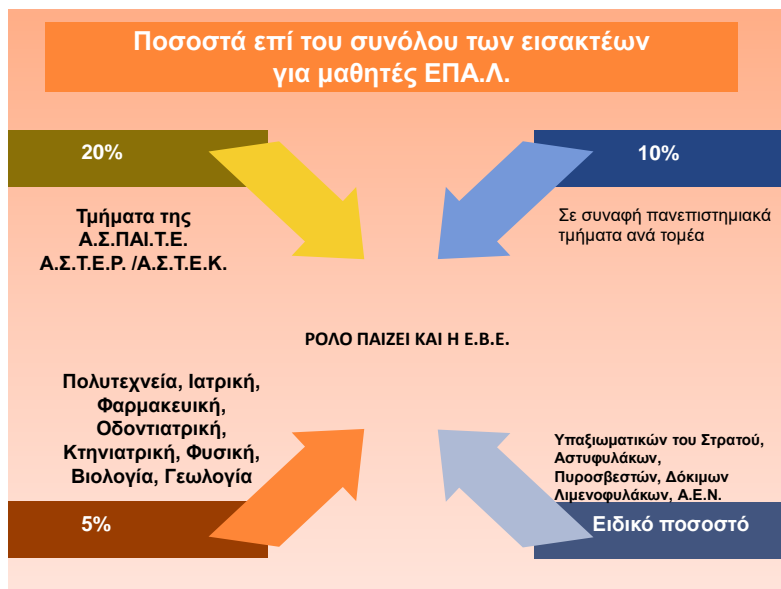 Ποσοστά επί του συνόλου των εισακτέων
για μαθητές ΕΠΑ.Λ.
20%
Τμήματα της
Α.Σ.ΠΑΙ.Τ.Ε.
Α.Σ.Τ.Ε.Ρ. /Α.Σ.Τ.Ε.Κ.
10%
Σε συναφή πανεπιστημιακά
τμήματα ανά τομέα
ΡΟΛΟ ΠΑΙΖΕΙ ΚΑΙ Η Ε.Β.Ε.
Πολυτεχνεία, Ιατρική,
Φαρμακευική,
Οδοντιατρική,
Κτηνιατρική, Φυσική,
Βιολογία, Γεωλογία
5%
Υπαξιωματικών του Στρατού,
Αστυφυλάκων,
Πυροσβεστών, Δόκιμων
Λιμενοφυλάκων, Α.Ε.Ν.
Ειδικό ποσοστό